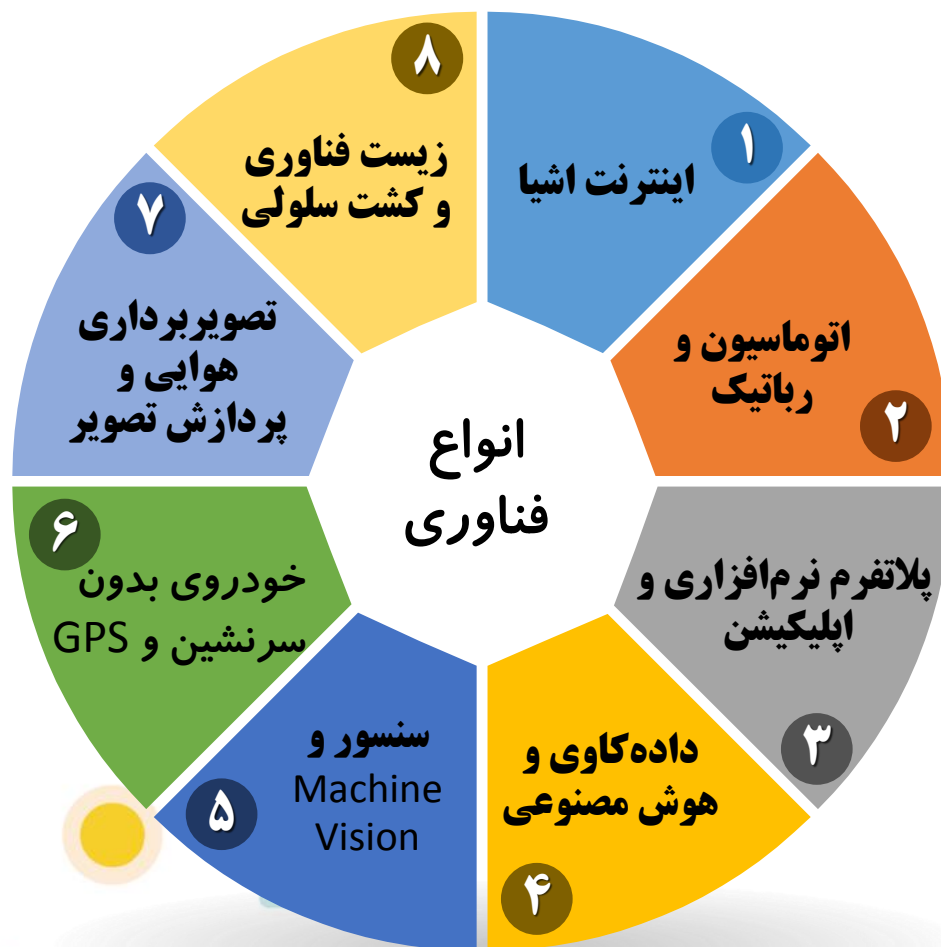 انواع
فناوری
۱
اینترنت اشیا
۲
اتوماسیون و
رباتیک
۳
پلاتفرم نرم‌افزاری و
اپلیکیشن
۴
داده‌کاوی و
هوش مصنوعی
۵
سنسور و
Machine
Vision
۶
خودروی بدون
سرنشین و GPS
۷
تصویربرداری
هوایی و
پردازش تصویر
۸
زیست فناوری
و کشت سلولی